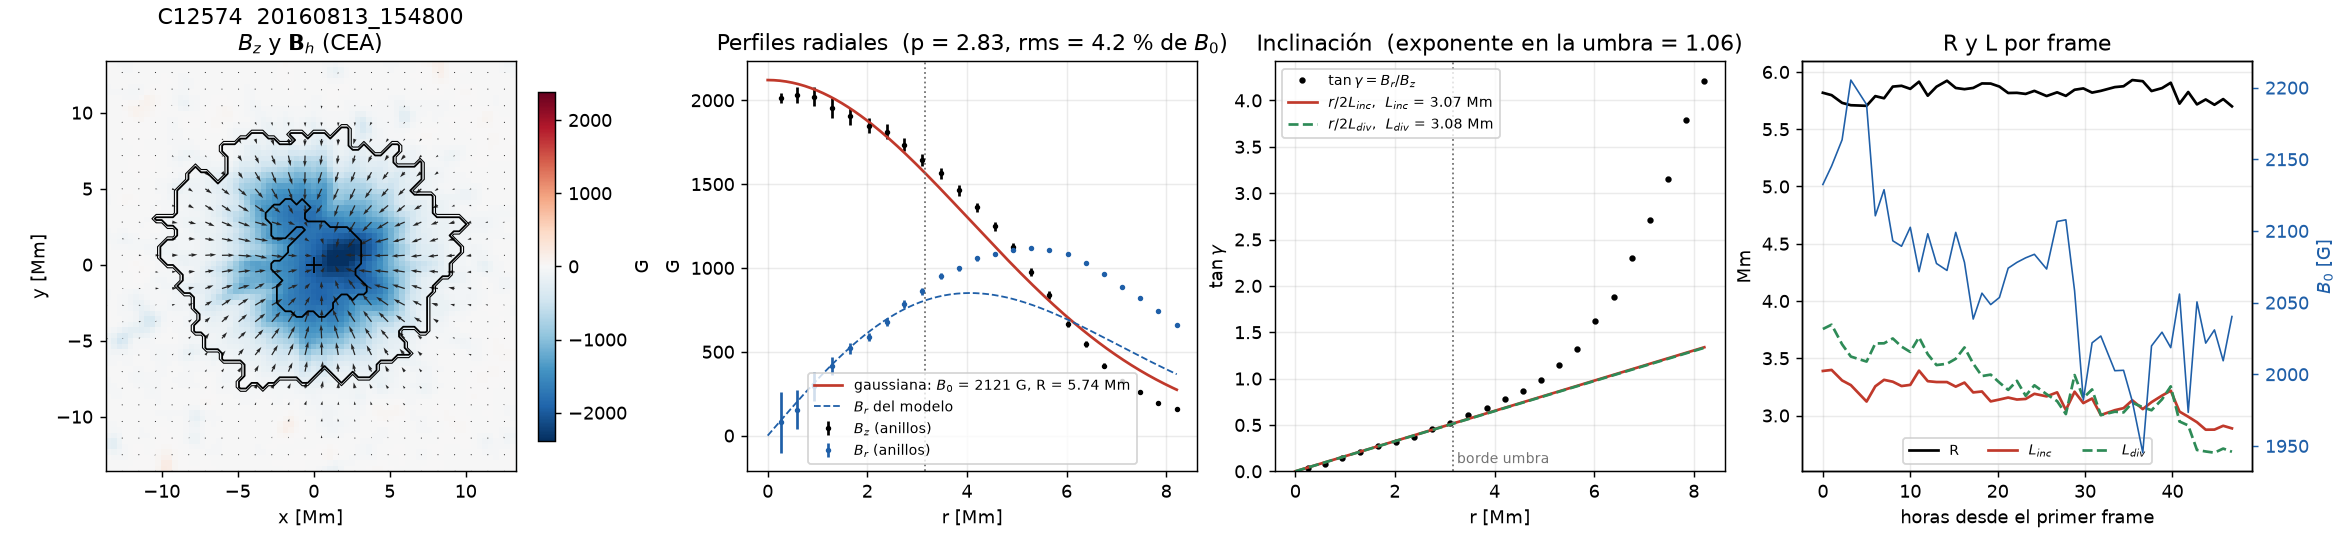 C12574 20160813_154800
B_z y B_h (CEA)
10
5
0
−5
−10
y [Mm]
−10 −5 0 5 10
x [Mm]
2000
1000
0
−1000
−2000
G
Perfiles radiales (p = 2.83, rms = 4.2 % de B_0)
2000
1500
1000
500
0
G
gaussiana: B_0 = 2121 G, R = 5.74 Mm
B_r del modelo
B_z (anillos)
B_r (anillos)
0 2 4 6 8
r [Mm]
Inclinación (exponente en la umbra = 1.06)
4.0
3.5
3.0
2.5
2.0
1.5
1.0
0.5
0.0
tan γ
tan γ = B_r/B_z
r/2L_inc, L_inc = 3.07 Mm
r/2L_div, L_div = 3.08 Mm
borde umbra
0 2 4 6 8
r [Mm]
R y L por frame
6.0
5.5
5.0
4.5
4.0
3.5
3.0
Mm
R L_inc L_div
2200
2150
2100
2050
2000
1950
B_0 [G]
0 10 20 30 40
horas desde el primer frame